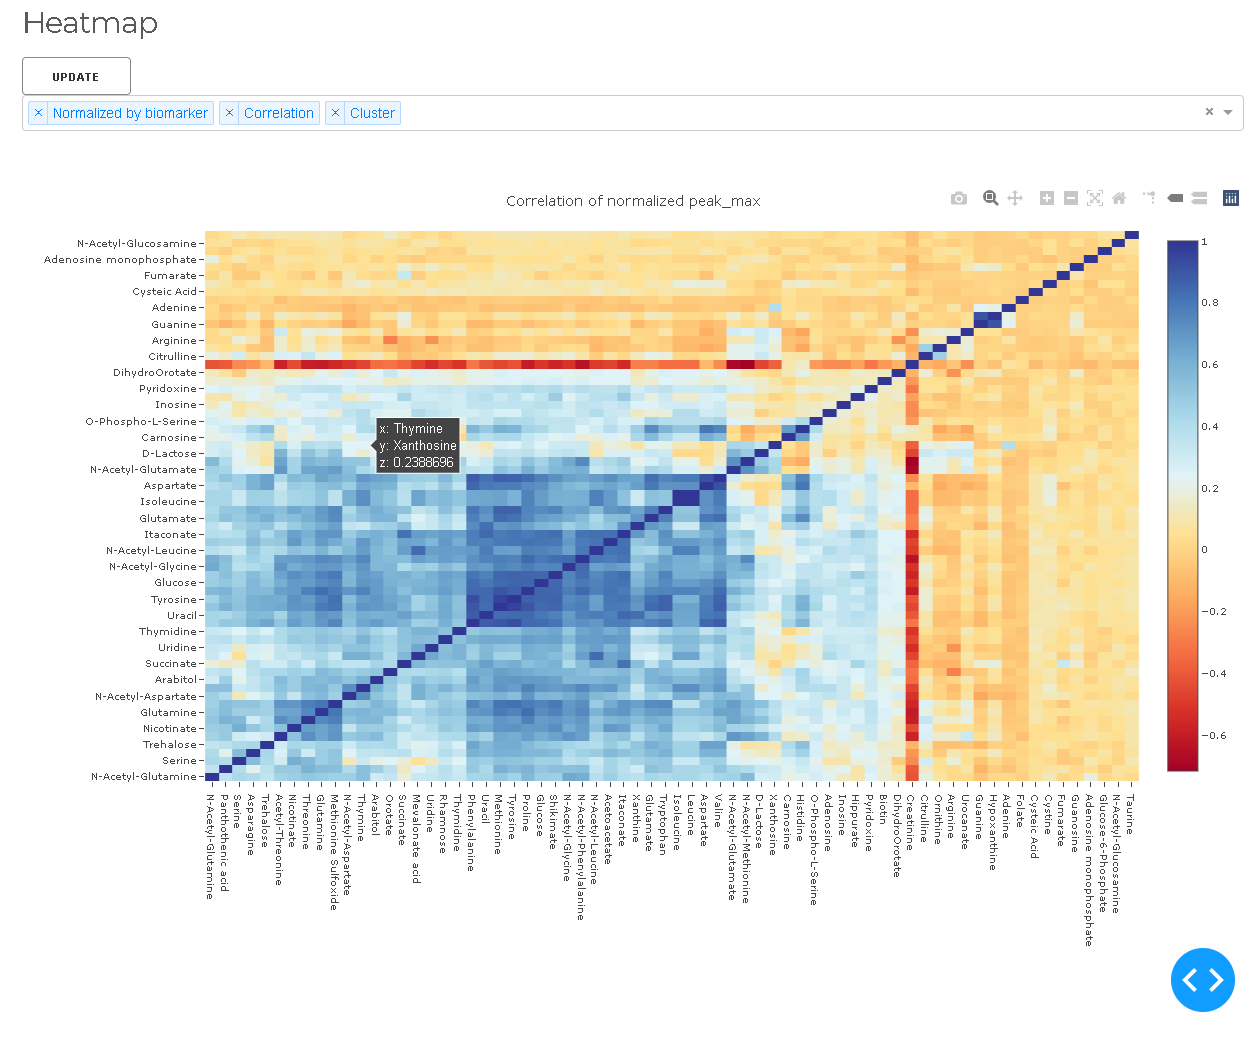 Heatmap
UPDATE
× Normalized by biomarker × Correlation × Cluster ×
Correlation of normalized peak_max
N-Acetyl-Glucosamine
Adenosine monophosphate
Fumarate
Cysteic Acid
Adenine
Guanine
Arginine
Citrulline
DihydroOrotate
Pyridoxine
Inosine
O-Phospho-L-Serine
Carnosine
D-Lactose
N-Acetyl-Glutamate
Aspartate
Isoleucine
Glutamate
Itaconate
N-Acetyl-Leucine
N-Acetyl-Glycine
Glucose
Tyrosine
Uracil
Thymidine
Uridine
Succinate
Arabitol
N-Acetyl-Aspartate
Glutamine
Nicotinate
Trehalose
Serine
N-Acetyl-Glutamine
x: Thymine
y: Xanthosine
z: 0.2388696
1
0.8
0.6
0.4
0.2
0
−0.2
−0.4
−0.6
N-Acetyl-Glutamine
Panthothenic acid
Serine
Asparagine
Trehalose
Acetyl-Threonine
Nicotinate
Threonine
Glutamine
Methionine Sulfoxide
N-Acetyl-Aspartate
Thymine
Arabitol
Orotate
Succinate
Mevalonate acid
Uridine
Rhamnose
Thymidine
Phenylalanine
Uracil
Methionine
Tyrosine
Proline
Glucose
Shikimate
N-Acetyl-Glycine
N-Acetyl-Phenylalanine
N-Acetyl-Leucine
Acetoacetate
Itaconate
Xanthine
Glutamate
Tryptophan
Isoleucine
Leucine
Aspartate
Valine
N-Acetyl-Glutamate
N-Acetyl-Methionine
D-Lactose
Xanthosine
Carnosine
Histidine
O-Phospho-L-Serine
Adenosine
Inosine
Hippurate
Pyridoxine
Biotin
DihydroOrotate
Creatinine
Citrulline
Ornithine
Arginine
Urocanate
Guanine
Hypoxanthine
Adenine
Folate
Cysteic Acid
Cystine
Fumarate
Guanosine
Adenosine monophosphate
Glucose-6-Phosphate
N-Acetyl-Glucosamine
Taurine